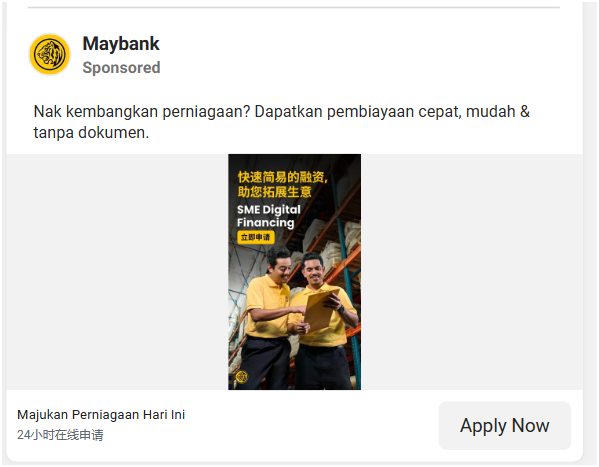 Maybank
Sponsored
Nak kembangkan perniagaan? Dapatkan pembiayaan cepat, mudah &
tanpa dokumen.
快速简易的融资，
助您拓展生意
SME Digital
Financing
立即申请
Majukan Perniagaan Hari Ini
24小时在线申请
Apply Now